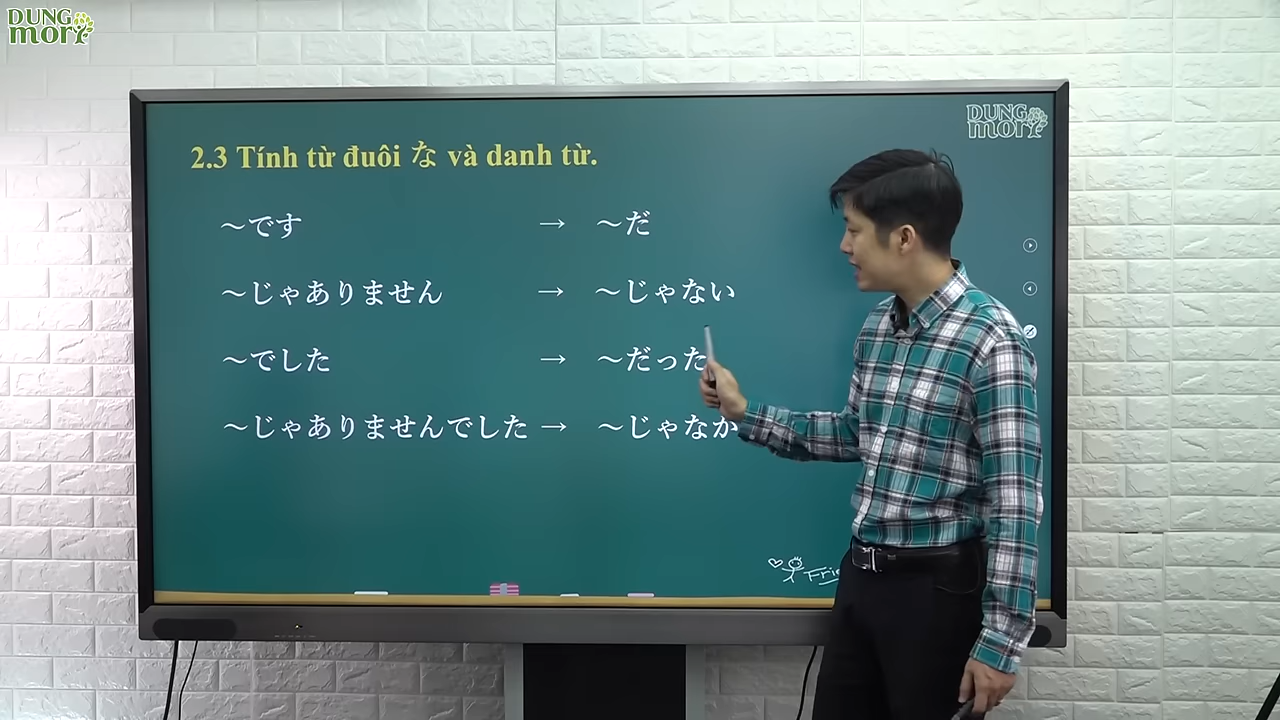 DUNG
mori
DUNG
mori
2.3 Tính từ đuôi な và danh từ.
~です → ~だ
~じゃありません → ~じゃない
~でした → ~だった
~じゃありませんでした → ~じゃなか